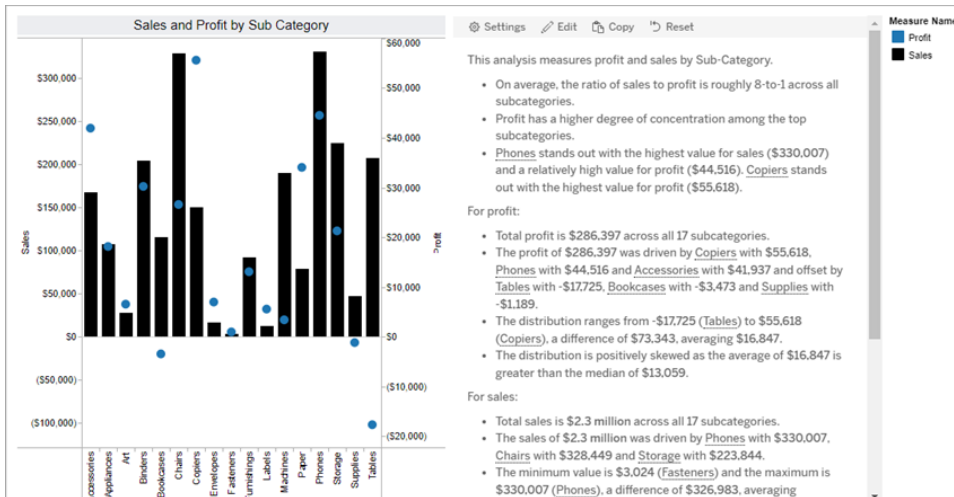 Sales and Profit by Sub Category
$300,000
$250,000
$200,000
$150,000
$100,000
$50,000
$0
($50,000)
($100,000)
Sales
$60,000
$50,000
$40,000
$30,000
$20,000
$10,000
$0
($10,000)
($20,000)
Profit
ccessories
Appliances
Art
Binders
Bookcases
Chairs
Copiers
Envelopes
Fasteners
urnishings
Labels
Machines
Paper
Phones
Storage
Supplies
Tables
Settings Edit Copy Reset
This analysis measures profit and sales by Sub-Category.
• On average, the ratio of sales to profit is roughly 8-to-1 across all
subcategories.
• Profit has a higher degree of concentration among the top
subcategories.
• Phones stands out with the highest value for sales ($330,007)
and a relatively high value for profit ($44,516). Copiers stands
out with the highest value for profit ($55,618).
For profit:
• Total profit is $286,397 across all 17 subcategories.
• The profit of $286,397 was driven by Copiers with $55,618,
Phones with $44,516 and Accessories with $41,937 and offset by
Tables with -$17,725, Bookcases with -$3,473 and Supplies with
-$1,189.
• The distribution ranges from -$17,725 (Tables) to $55,618
(Copiers), a difference of $73,343, averaging $16,847.
• The distribution is positively skewed as the average of $16,847 is
greater than the median of $13,059.
For sales:
• Total sales is $2.3 million across all 17 subcategories.
• The sales of $2.3 million was driven by Phones with $330,007,
Chairs with $328,449 and Storage with $223,844.
• The minimum value is $3,024 (Fasteners) and the maximum is
$330,007 (Phones), a difference of $326,983, averaging
Measure Name
Profit
Sales